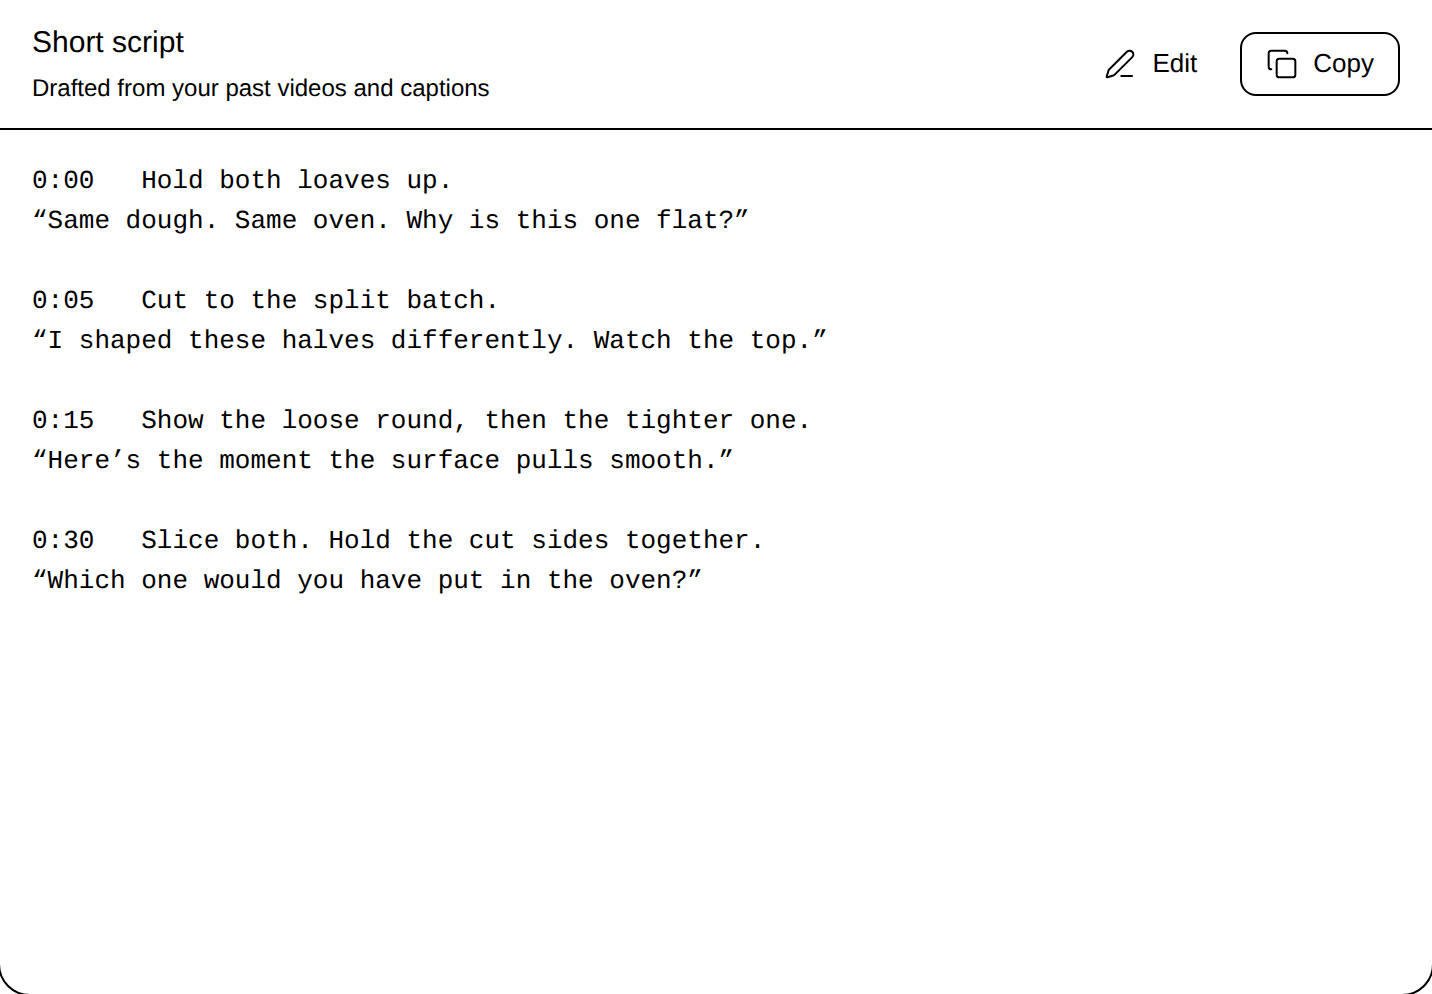 Short script
Drafted from your past videos and captions
Edit
Copy
0:00   Hold both loaves up.
“Same dough. Same oven. Why is this one flat?”
0:05   Cut to the split batch.
“I shaped these halves differently. Watch the top.”
0:15   Show the loose round, then the tighter one.
“Here’s the moment the surface pulls smooth.”
0:30   Slice both. Hold the cut sides together.
“Which one would you have put in the oven?”